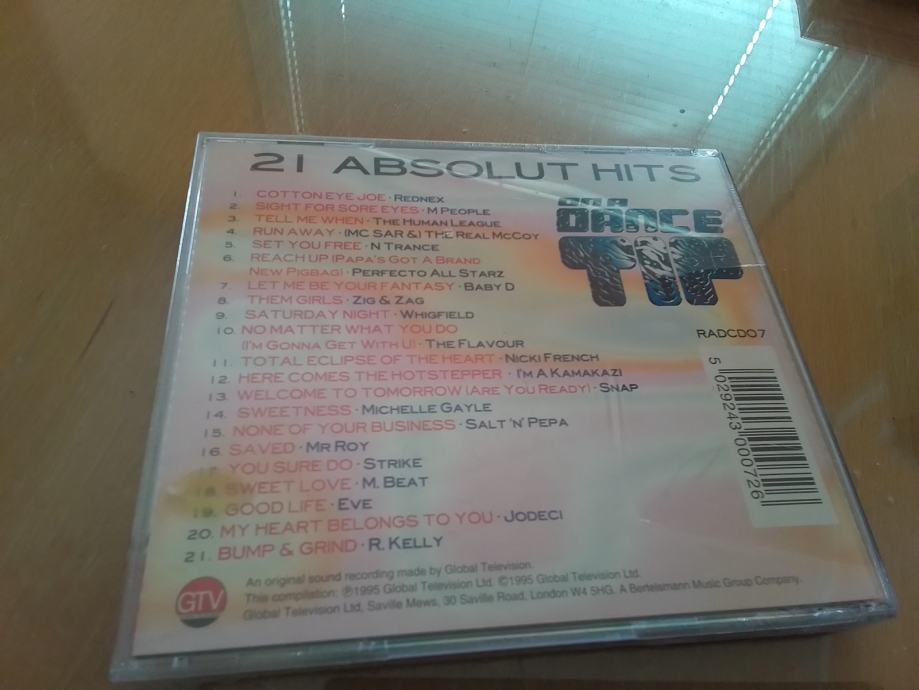 21 ABSOLUT HITS
ON A
DANCE
TIP
1. COTTON EYE JOE · REDNEX
2. SIGHT FOR SORE EYES · M PEOPLE
3. TELL ME WHEN · THE HUMAN LEAGUE
4. RUN AWAY · (MC SAR &) THE REAL MCCOY
5. SET YOU FREE · N TRANCE
6. REACH UP (PAPA'S GOT A BRAND
NEW PIGBAG) · PERFECTO ALL STARZ
7. LET ME BE YOUR FANTASY · BABY D
8. THEM GIRLS · ZIG & ZAG
9. SATURDAY NIGHT · WHIGFIELD
10. NO MATTER WHAT YOU DO
(I'M GONNA GET WITH U) · THE FLAVOUR
11. TOTAL ECLIPSE OF THE HEART · NICKI FRENCH
12. HERE COMES THE HOTSTEPPER · I'M A KAMAKAZI
13. WELCOME TO TOMORROW (ARE YOU READY) · SNAP
14. SWEETNESS · MICHELLE GAYLE
15. NONE OF YOUR BUSINESS · SALT 'N' PEPA
16. SAVED · MR ROY
17. YOU SURE DO · STRIKE
18. SWEET LOVE · M. BEAT
19. GOOD LIFE · EVE
20. MY HEART BELONGS TO YOU · JODECI
21. BUMP & GRIND · R. KELLY
RADCD07
5 029243 000726
GTV
An original sound recording made by Global Television.
This compilation: ℗1995 Global Television Ltd. ©1995 Global Television Ltd.
Global Television Ltd, Saville Mews, 30 Saville Road, London W4 5HG. A Bertelsmann Music Group Company.